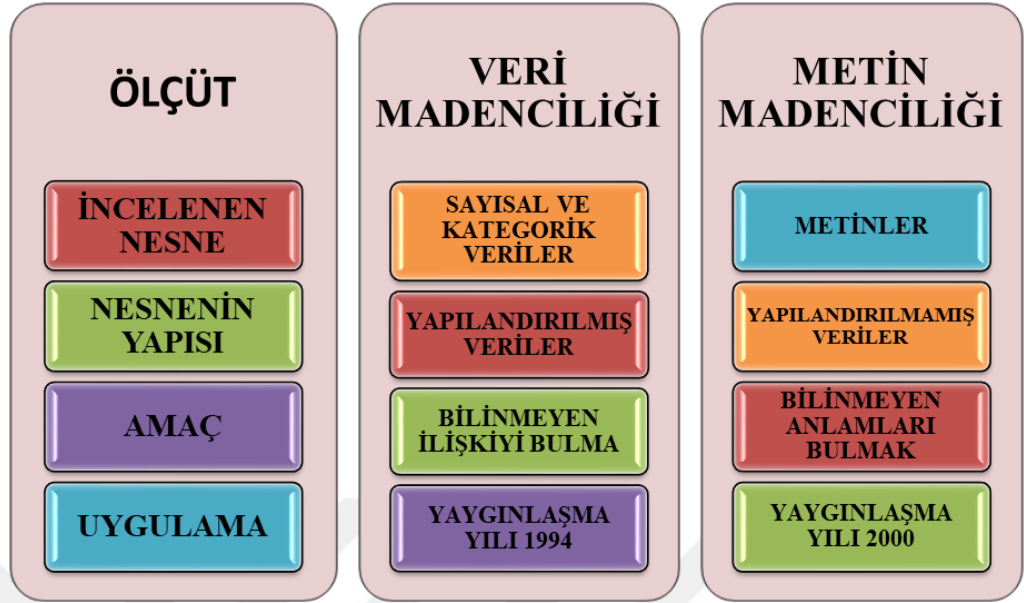 ÖLÇÜT
İNCELENEN
NESNE
NESNENİN
YAPISI
AMAÇ
UYGULAMA
VERİ
MADENCİLİĞİ
SAYISAL VE
KATEGORİK
VERİLER
YAPILANDIRILMIŞ
VERİLER
BİLİNMEYEN
İLİŞKİYİ BULMA
YAYGINLAŞMA
YILI 1994
METİN
MADENCİLİĞİ
METİNLER
YAPILANDIRILMAMIŞ
VERİLER
BİLİNMEYEN
ANLAMLARI
BULMAK
YAYGINLAŞMA
YILI 2000